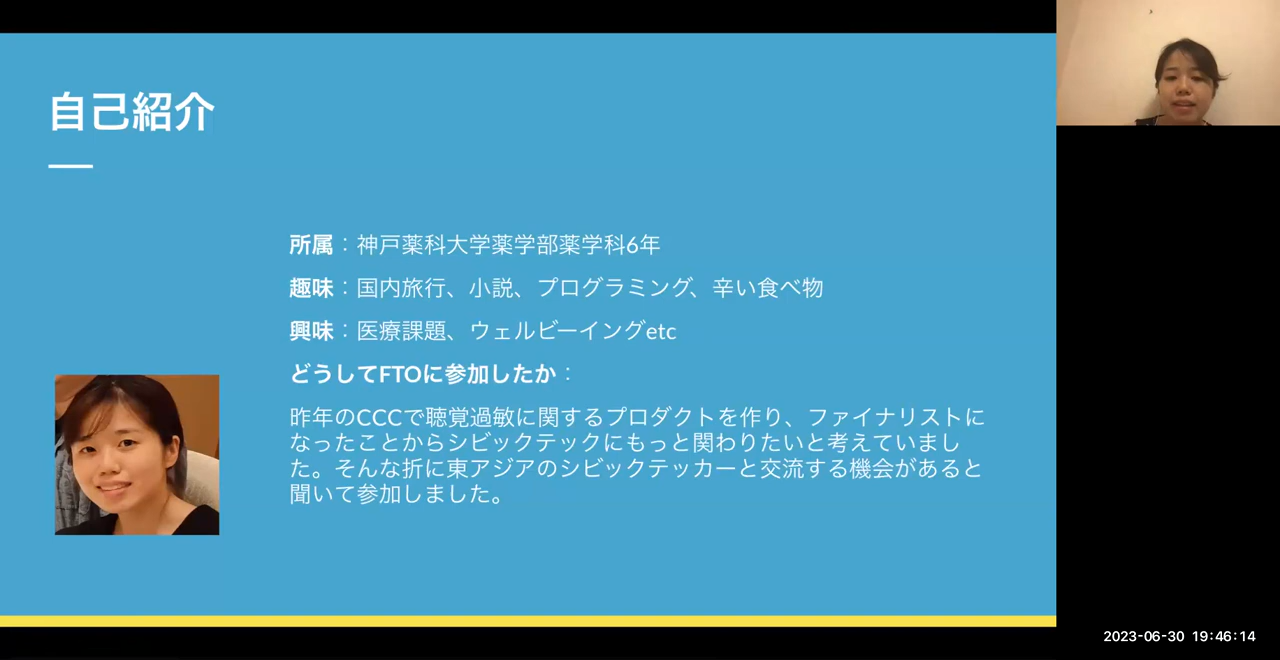 自己紹介
所属：神戸薬科大学薬学部薬学科6年
趣味：国内旅行、小説、プログラミング、辛い食べ物
興味：医療課題、ウェルビーイングetc
どうしてFTOに参加したか：
昨年のCCCで聴覚過敏に関するプロダクトを作り、ファイナリストに
なったことからシビックテックにもっと関わりたいと考えていまし
た。そんな折に東アジアのシビックテッカーと交流する機会があると
聞いて参加しました。
2023-06-30 19:46:14